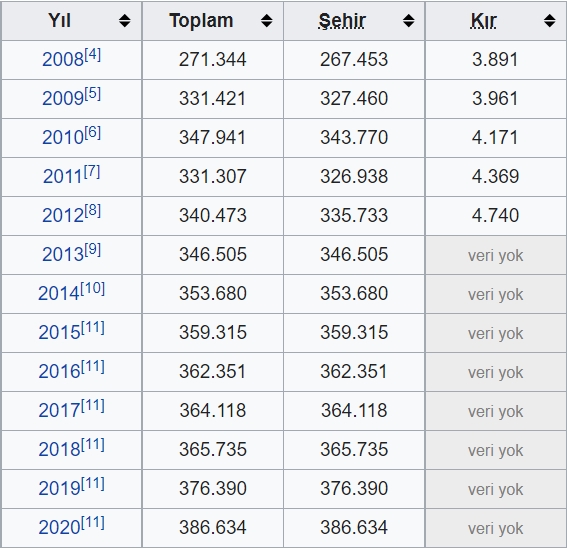 Yıl Toplam Şehir Kır
2008[4] 271.344 267.453 3.891
2009[5] 331.421 327.460 3.961
2010[6] 347.941 343.770 4.171
2011[7] 331.307 326.938 4.369
2012[8] 340.473 335.733 4.740
2013[9] 346.505 346.505 veri yok
2014[10] 353.680 353.680 veri yok
2015[11] 359.315 359.315 veri yok
2016[11] 362.351 362.351 veri yok
2017[11] 364.118 364.118 veri yok
2018[11] 365.735 365.735 veri yok
2019[11] 376.390 376.390 veri yok
2020[11] 386.634 386.634 veri yok